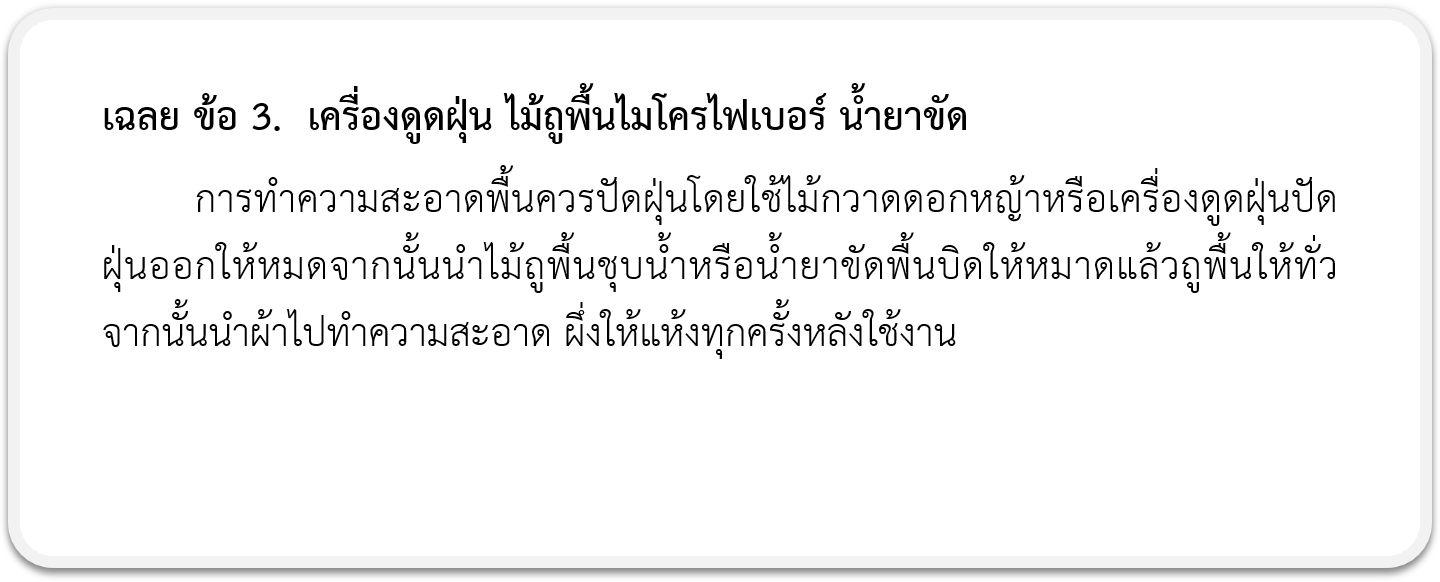 เฉลย ข้อ 3. เครื่องดูดฝุ่น ไม้ถูพื้นไมโครไฟเบอร์ น้ำยาขัด
การทำความสะอาดพื้นควรปัดฝุ่นโดยใช้ไม้กวาดดอกหญ้าหรือเครื่องดูดฝุ่นปัด
ฝุ่นออกให้หมดจากนั้นนำไม้ถูพื้นชุบน้ำหรือน้ำยาขัดพื้นบิดให้หมาดแล้วถูพื้นให้ทั่ว
จากนั้นนำผ้าไปทำความสะอาด ผึ่งให้แห้งทุกครั้งหลังใช้งาน